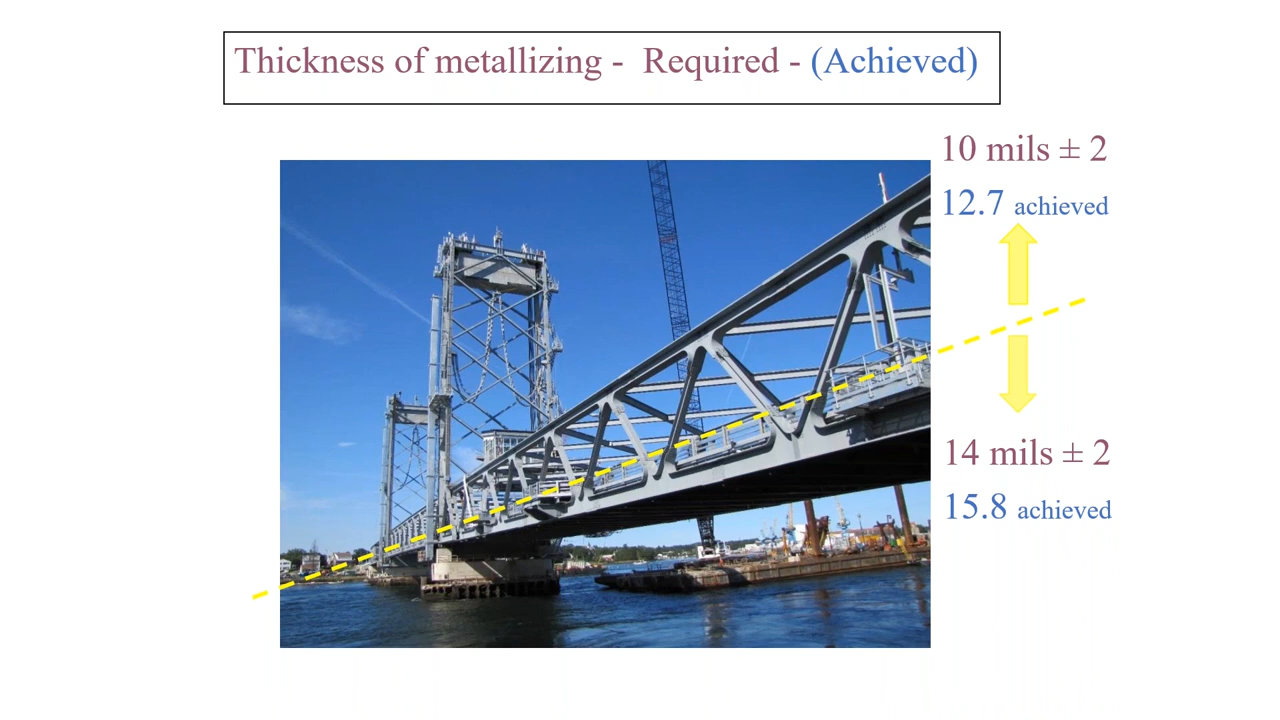 Thickness of metallizing -  Required - (Achieved)
10 mils ± 2
12.7 achieved
14 mils ± 2
15.8 achieved